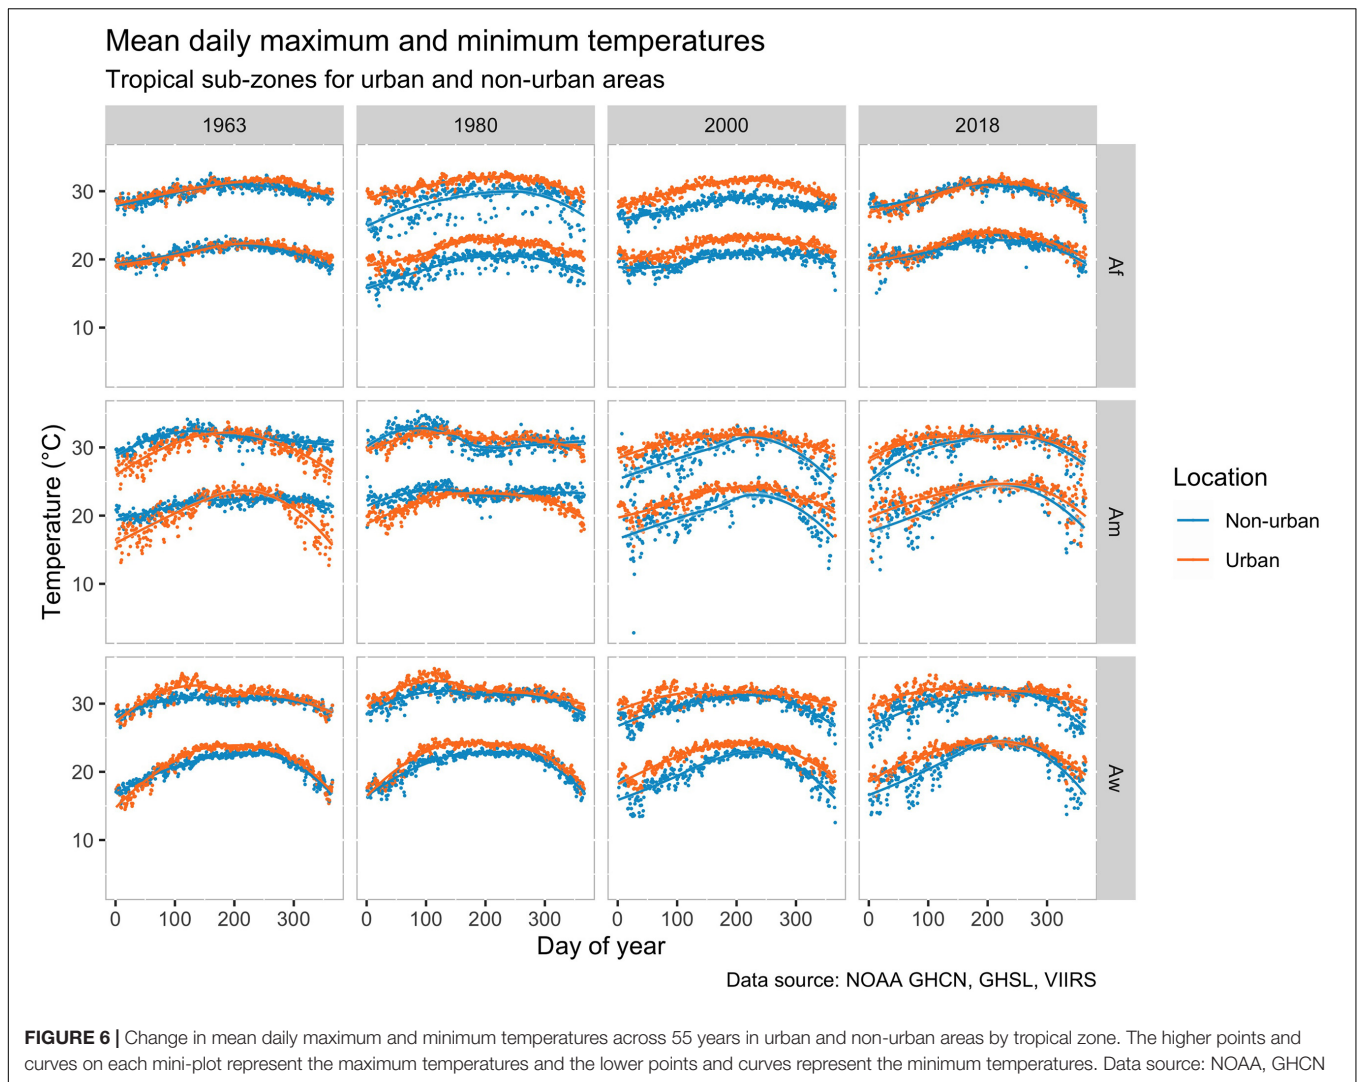 Mean daily maximum and minimum temperatures
Tropical sub-zones for urban and non-urban areas
1963 1980 2000 2018
30
20
10
Af
30
20
10
Am
30
20
10
Aw
Temperature (°C)
0 100 200 300 0 100 200 300 0 100 200 300 0 100 200 300
Day of year
Location
Non-urban
Urban
Data source: NOAA GHCN, GHSL, VIIRS
FIGURE 6 | Change in mean daily maximum and minimum temperatures across 55 years in urban and non-urban areas by tropical zone. The higher points and
curves on each mini-plot represent the maximum temperatures and the lower points and curves represent the minimum temperatures. Data source: NOAA, GHCN